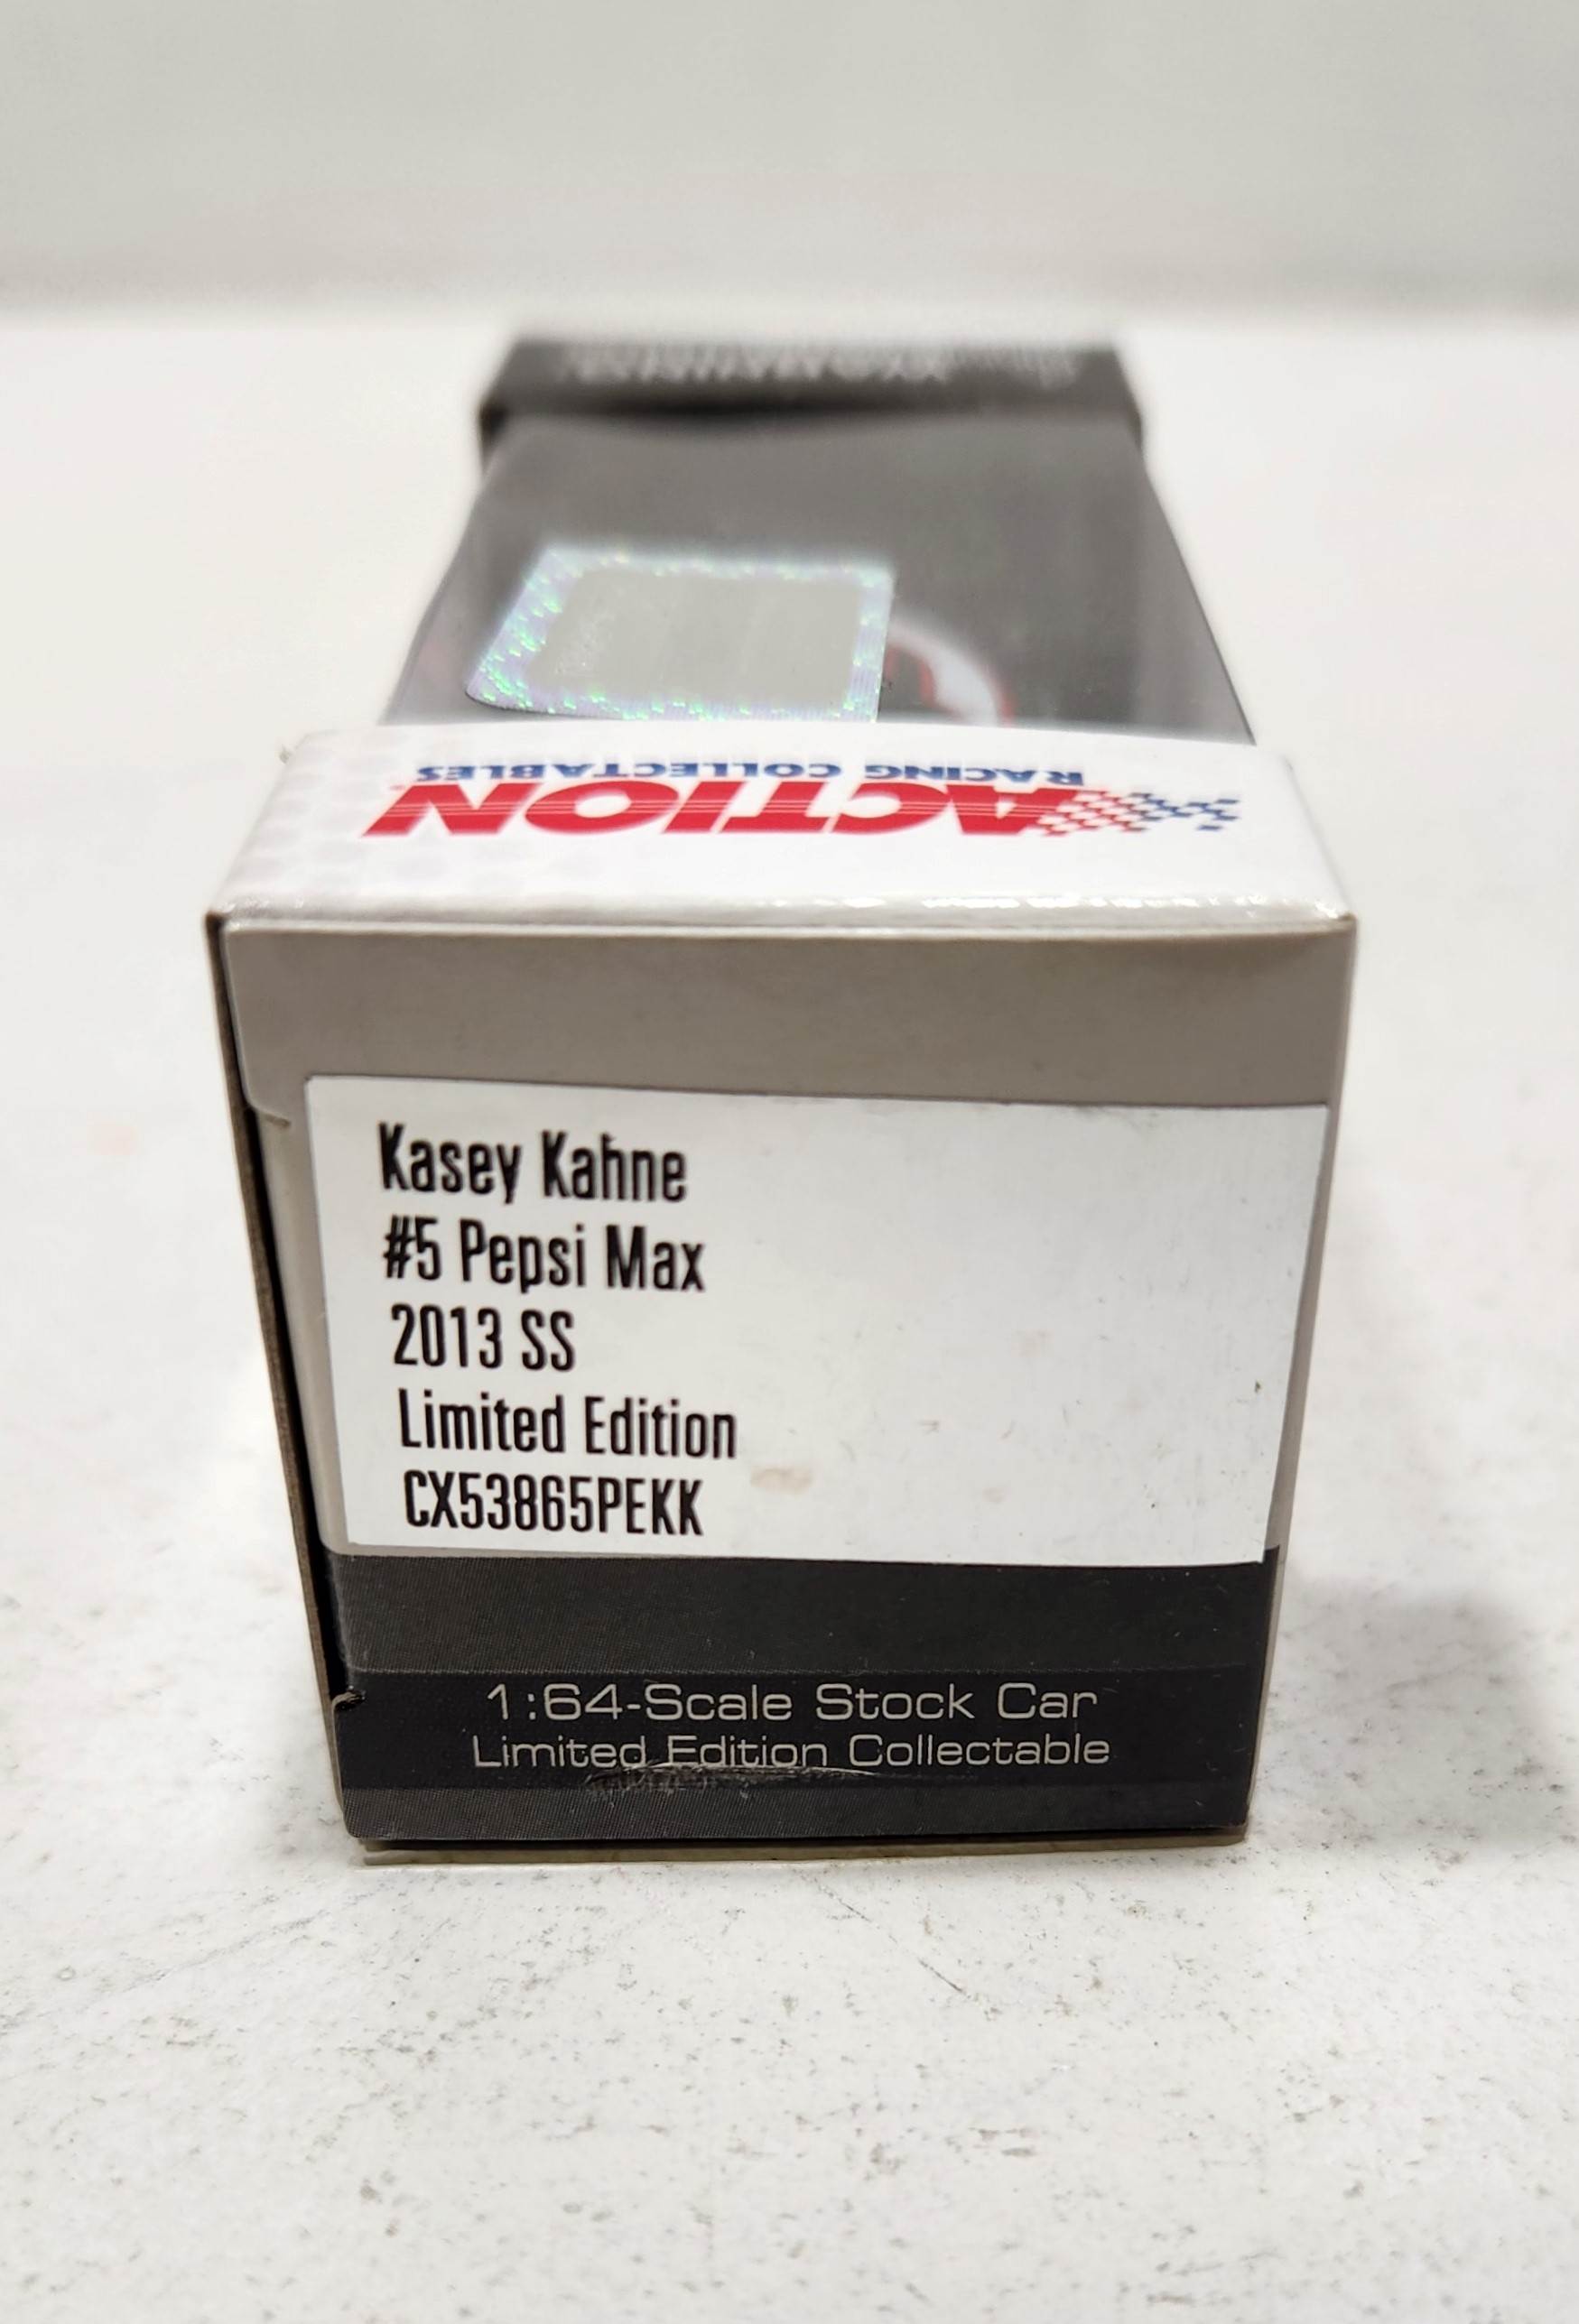 ACTION
RACING COLLECTABLES
Kasey Kahne
#5 Pepsi Max
2013 SS
Limited Edition
CX53865PEKK
1:64-Scale Stock Car
Limited Edition Collectable